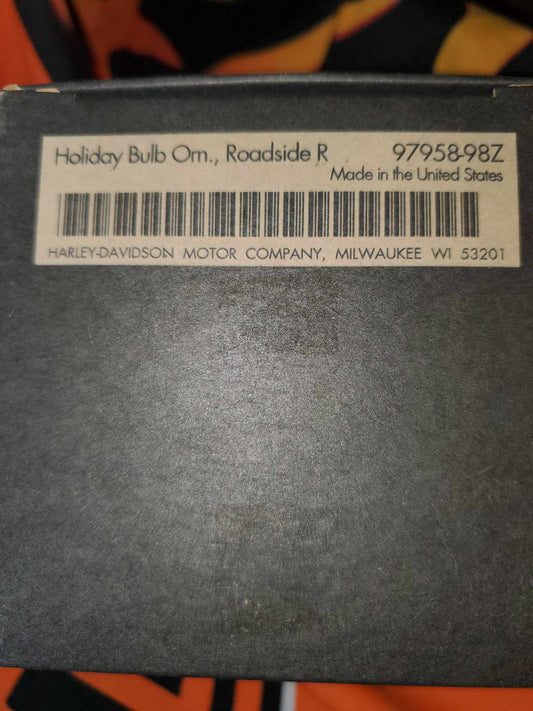 Holiday Bulb Orn., Roadside R 97958-98Z
Made in the United States
HARLEY-DAVIDSON MOTOR COMPANY, MILWAUKEE WI 53201